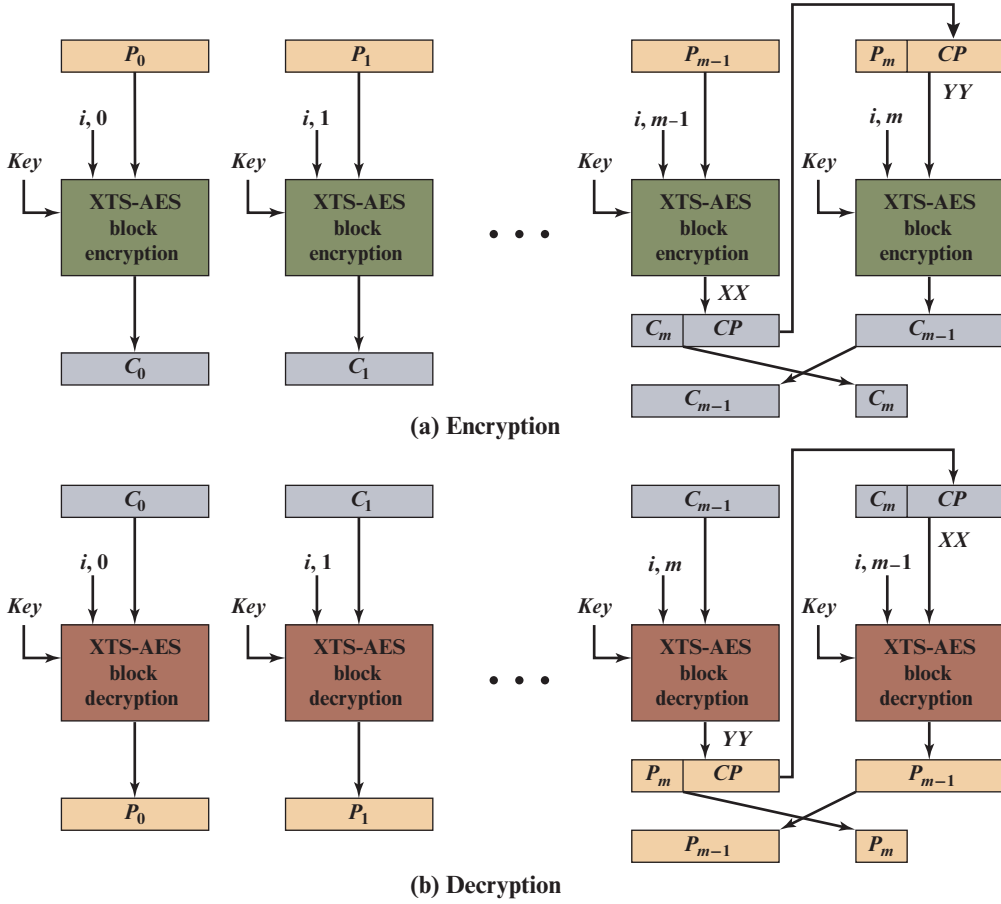 P₀ P₁ Pₘ₋₁ Pₘ CP
YY
i, 0 i, 1 i, m–1 i, m
Key Key Key Key
XTS-AES XTS-AES XTS-AES XTS-AES
block block block block
encryption encryption encryption encryption
XX
Cₘ CP Cₘ₋₁
C₀ C₁
Cₘ₋₁ Cₘ
(a) Encryption
C₀ C₁ Cₘ₋₁ Cₘ CP
XX
i, 0 i, 1 i, m i, m–1
Key Key Key Key
XTS-AES XTS-AES XTS-AES XTS-AES
block block block block
decryption decryption decryption decryption
YY
Pₘ CP Pₘ₋₁
P₀ P₁
Pₘ₋₁ Pₘ
(b) Decryption